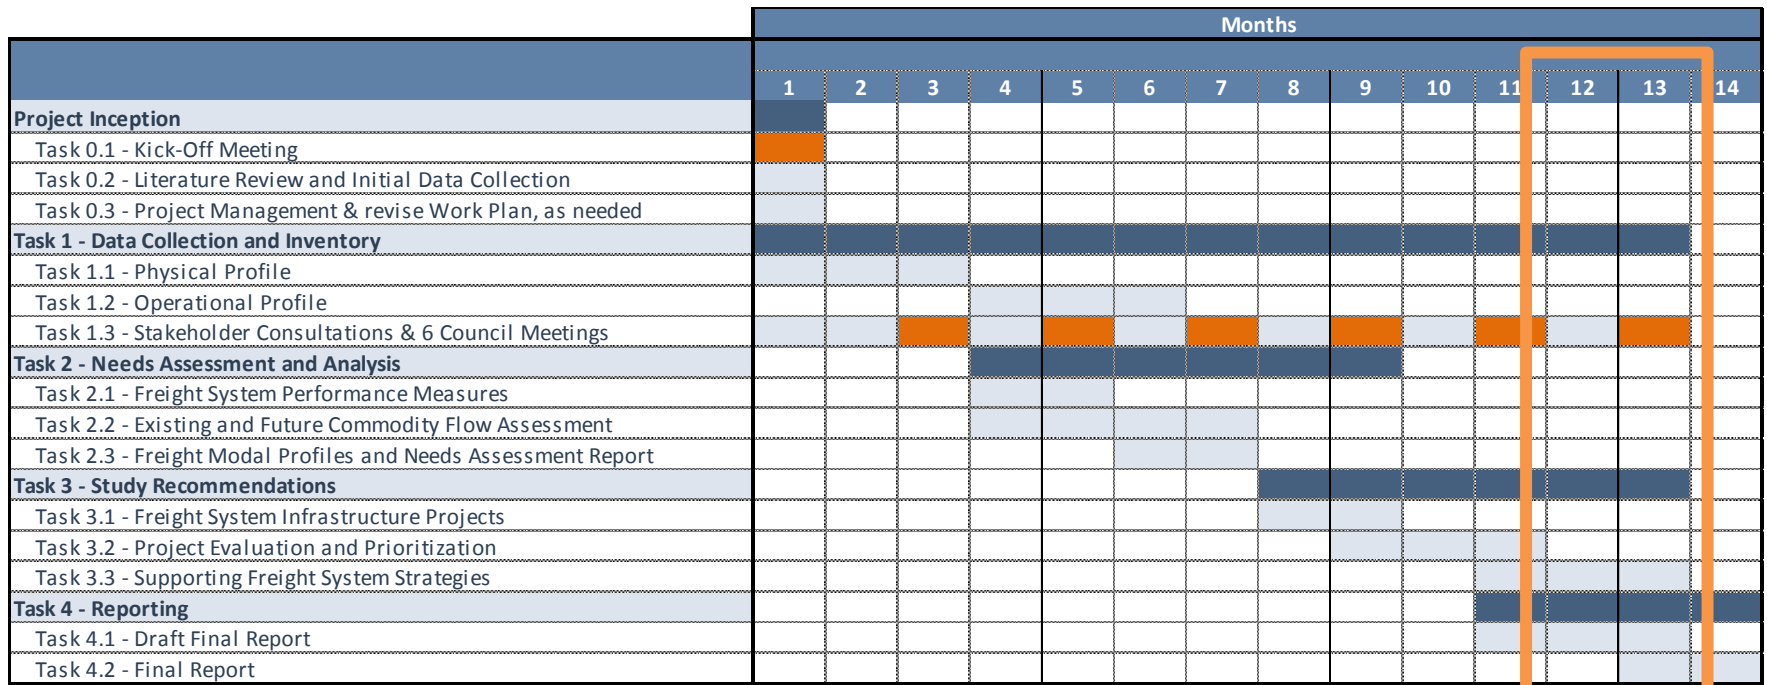 Months
1 2 3 4 5 6 7 8 9 10 11 12 13 14
Project Inception
Task 0.1 - Kick-Off Meeting
Task 0.2 - Literature Review and Initial Data Collection
Task 0.3 - Project Management & revise Work Plan, as needed
Task 1 - Data Collection and Inventory
Task 1.1 - Physical Profile
Task 1.2 - Operational Profile
Task 1.3 - Stakeholder Consultations & 6 Council Meetings
Task 2 - Needs Assessment and Analysis
Task 2.1 - Freight System Performance Measures
Task 2.2 - Existing and Future Commodity Flow Assessment
Task 2.3 - Freight Modal Profiles and Needs Assessment Report
Task 3 - Study Recommendations
Task 3.1 - Freight System Infrastructure Projects
Task 3.2 - Project Evaluation and Prioritization
Task 3.3 - Supporting Freight System Strategies
Task 4 - Reporting
Task 4.1 - Draft Final Report
Task 4.2 - Final Report